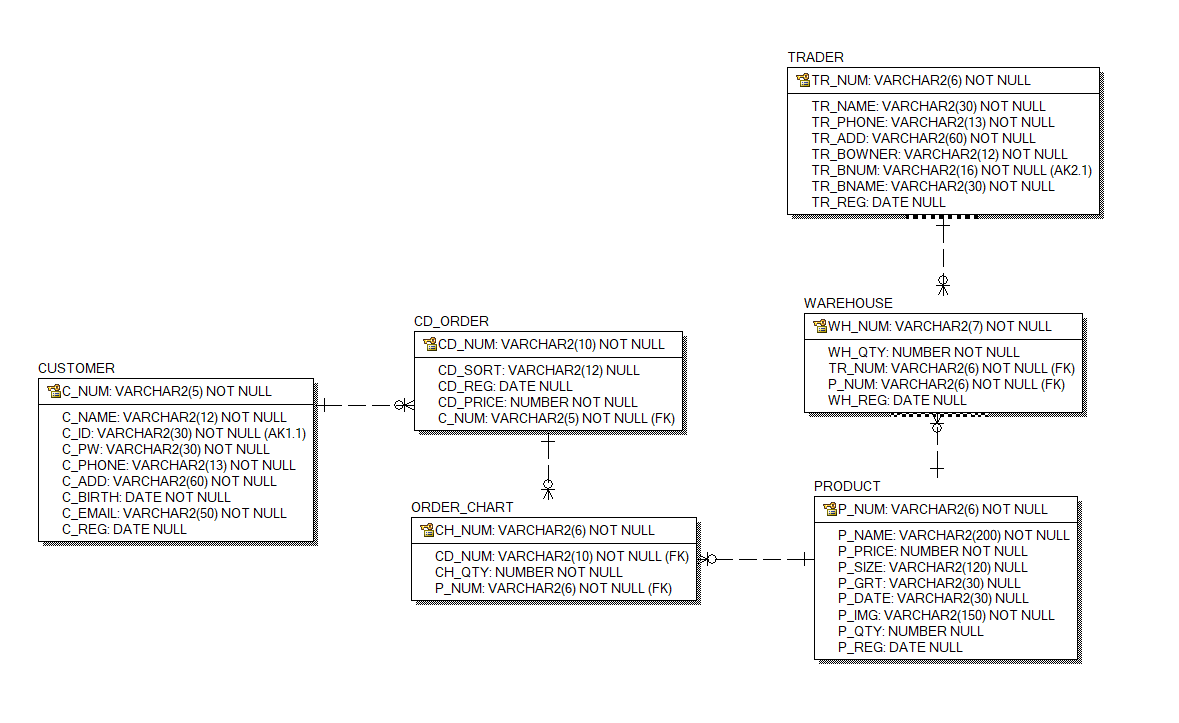 TRADER
TR_NUM: VARCHAR2(6) NOT NULL
TR_NAME: VARCHAR2(30) NOT NULL
TR_PHONE: VARCHAR2(13) NOT NULL
TR_ADD: VARCHAR2(60) NOT NULL
TR_BOWNER: VARCHAR2(12) NOT NULL
TR_BNUM: VARCHAR2(16) NOT NULL (AK2.1)
TR_BNAME: VARCHAR2(30) NOT NULL
TR_REG: DATE NULL
WAREHOUSE
WH_NUM: VARCHAR2(7) NOT NULL
WH_QTY: NUMBER NOT NULL
TR_NUM: VARCHAR2(6) NOT NULL (FK)
P_NUM: VARCHAR2(6) NOT NULL (FK)
WH_REG: DATE NULL
CD_ORDER
CD_NUM: VARCHAR2(10) NOT NULL
CD_SORT: VARCHAR2(12) NULL
CD_REG: DATE NULL
CD_PRICE: NUMBER NOT NULL
C_NUM: VARCHAR2(5) NOT NULL (FK)
CUSTOMER
C_NUM: VARCHAR2(5) NOT NULL
C_NAME: VARCHAR2(12) NOT NULL
C_ID: VARCHAR2(30) NOT NULL (AK1.1)
C_PW: VARCHAR2(30) NOT NULL
C_PHONE: VARCHAR2(13) NOT NULL
C_ADD: VARCHAR2(60) NOT NULL
C_BIRTH: DATE NOT NULL
C_EMAIL: VARCHAR2(50) NOT NULL
C_REG: DATE NULL
ORDER_CHART
CH_NUM: VARCHAR2(6) NOT NULL
CD_NUM: VARCHAR2(10) NOT NULL (FK)
CH_QTY: NUMBER NOT NULL
P_NUM: VARCHAR2(6) NOT NULL (FK)
PRODUCT
P_NUM: VARCHAR2(6) NOT NULL
P_NAME: VARCHAR2(200) NOT NULL
P_PRICE: NUMBER NOT NULL
P_SIZE: VARCHAR2(120) NULL
P_GRT: VARCHAR2(30) NULL
P_DATE: VARCHAR2(30) NULL
P_IMG: VARCHAR2(150) NOT NULL
P_QTY: NUMBER NULL
P_REG: DATE NULL